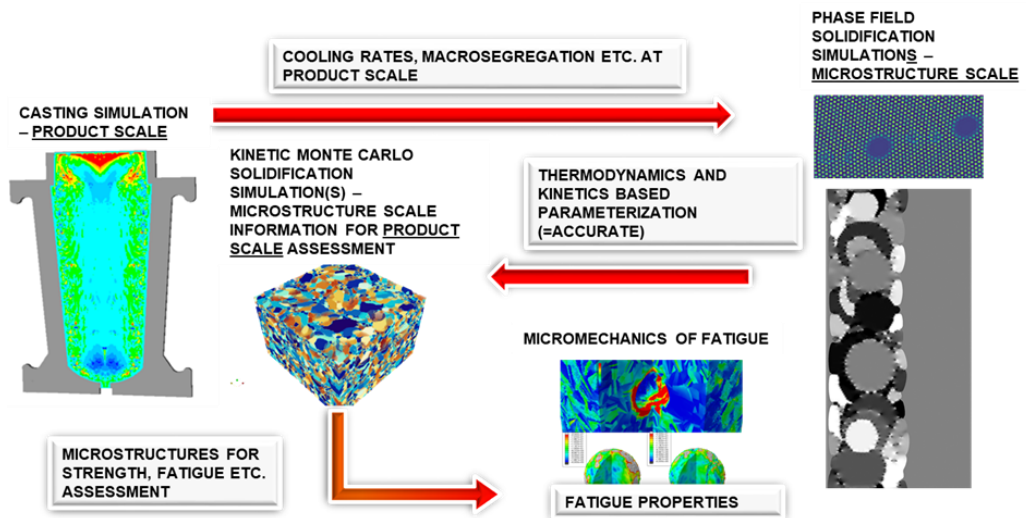 COOLING RATES, MACROSEGREGATION ETC. AT
PRODUCT SCALE
PHASE FIELD
SOLIDIFICATION
SIMULATIONS –
MICROSTRUCTURE SCALE
CASTING SIMULATION
– PRODUCT SCALE
KINETIC MONTE CARLO
SOLIDIFICATION
SIMULATION(S) –
MICROSTRUCTURE SCALE
INFORMATION FOR PRODUCT
SCALE ASSESSMENT
THERMODYNAMICS AND
KINETICS BASED
PARAMETERIZATION
(=ACCURATE)
MICROMECHANICS OF FATIGUE
MICROSTRUCTURES FOR
STRENGTH, FATIGUE ETC.
ASSESSMENT
FATIGUE PROPERTIES